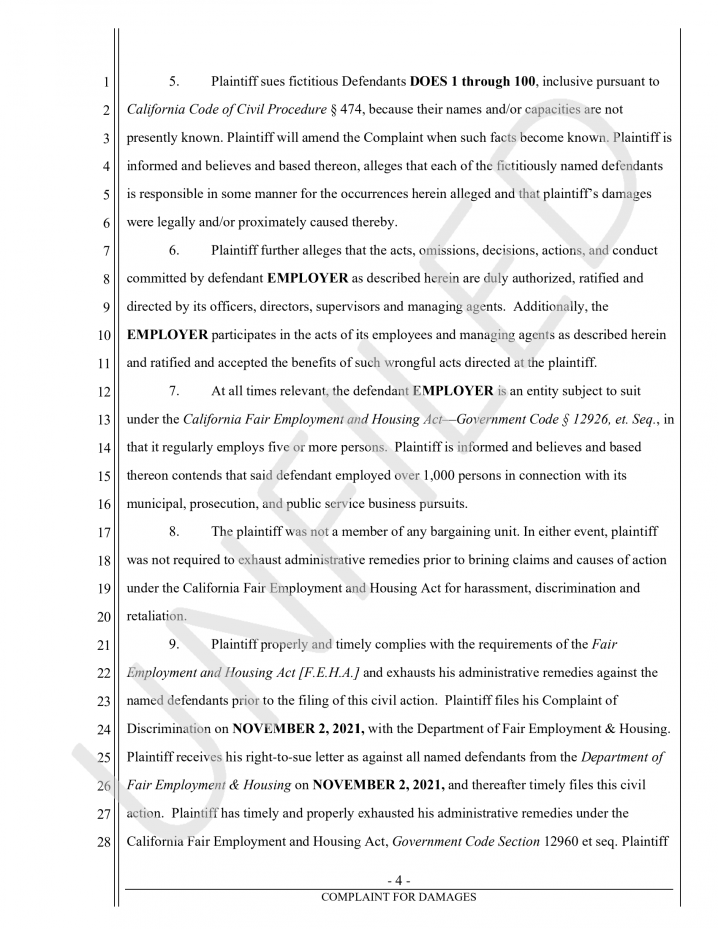 1 5. Plaintiff sues fictitious Defendants DOES 1 through 100, inclusive pursuant to
2 California Code of Civil Procedure § 474, because their names and/or capacities are not
3 presently known. Plaintiff will amend the Complaint when such facts become known. Plaintiff is
4 informed and believes and based thereon, alleges that each of the fictitiously named defendants
5 is responsible in some manner for the occurrences herein alleged and that plaintiff's damages
6 were legally and/or proximately caused thereby.
7 6. Plaintiff further alleges that the acts, omissions, decisions, actions, and conduct
8 committed by defendant EMPLOYER as described herein are duly authorized, ratified and
9 directed by its officers, directors, supervisors and managing agents. Additionally, the
10 EMPLOYER participates in the acts of its employees and managing agents as described herein
11 and ratified and accepted the benefits of such wrongful acts directed at the plaintiff.
12 7. At all times relevant, the defendant EMPLOYER is an entity subject to suit
13 under the California Fair Employment and Housing Act—Government Code § 12926, et. Seq., in
14 that it regularly employs five or more persons. Plaintiff is informed and believes and based
15 thereon contends that said defendant employed over 1,000 persons in connection with its
16 municipal, prosecution, and public service business pursuits.
17 8. The plaintiff was not a member of any bargaining unit. In either event, plaintiff
18 was not required to exhaust administrative remedies prior to brining claims and causes of action
19 under the California Fair Employment and Housing Act for harassment, discrimination and
20 retaliation.
21 9. Plaintiff properly and timely complies with the requirements of the Fair
22 Employment and Housing Act [F.E.H.A.] and exhausts his administrative remedies against the
23 named defendants prior to the filing of this civil action. Plaintiff files his Complaint of
24 Discrimination on NOVEMBER 2, 2021, with the Department of Fair Employment & Housing.
25 Plaintiff receives his right-to-sue letter as against all named defendants from the Department of
26 Fair Employment & Housing on NOVEMBER 2, 2021, and thereafter timely files this civil
27 action. Plaintiff has timely and properly exhausted his administrative remedies under the
28 California Fair Employment and Housing Act, Government Code Section 12960 et seq. Plaintiff
- 4 -
COMPLAINT FOR DAMAGES
UNFILED